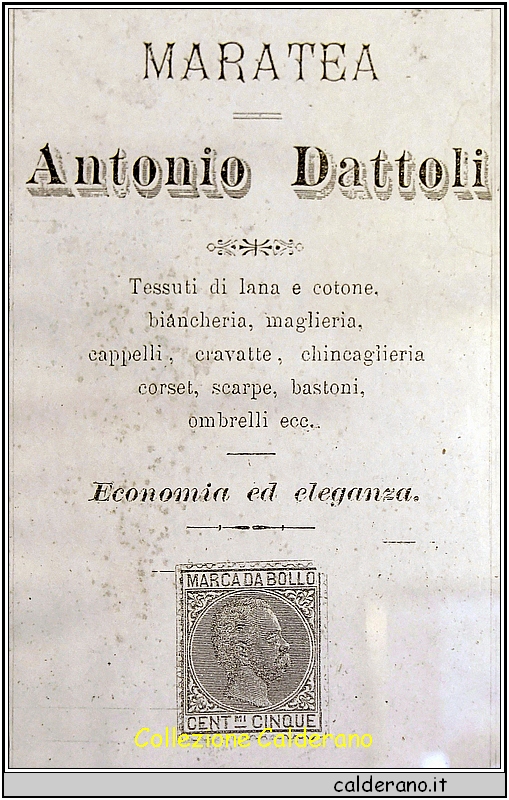 MARATEA
Antonio Dattoli
Tessuti di lana e cotone,
biancheria, maglieria,
cappelli, cravatte, chincaglieria
corset, scarpe, bastoni,
ombrelli ecc..
Economia ed eleganza.
MARCA DA BOLLO
CENT.mi CINQUE
Collezione Calderano
calderano.it